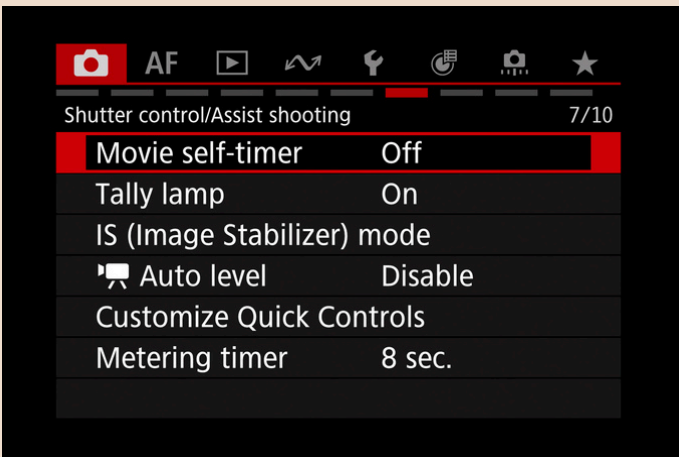 AF
Shutter control/Assist shooting 7/10
Movie self-timer Off
Tally lamp On
IS (Image Stabilizer) mode
Auto level Disable
Customize Quick Controls
Metering timer 8 sec.